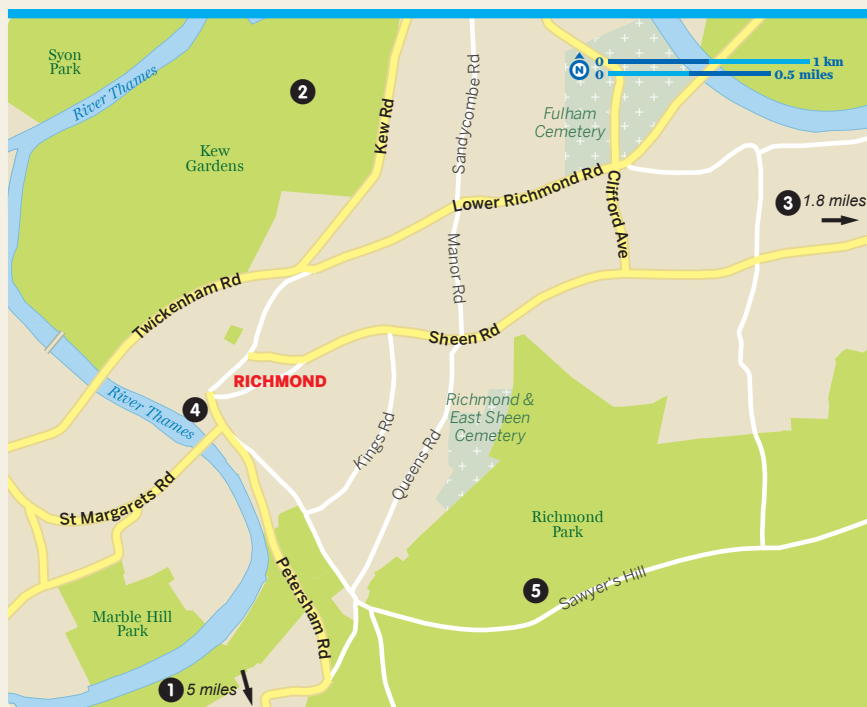 Syon
Park
River Thames
2
Kew Rd
Sandycombe Rd
N
0
1 km
0
0.5 miles
Fulham
Cemetery
Kew
Gardens
Lower Richmond Rd
Clifford Ave
3
1.8 miles
Manor Rd
Twickenham Rd
Sheen Rd
RICHMOND
River Thames
4
Richmond &
East Sheen
Cemetery
Kings Rd
Queens Rd
St Margarets Rd
Richmond
Park
Petersham Rd
5
Sawyer's Hill
Marble Hill
Park
1
5 miles